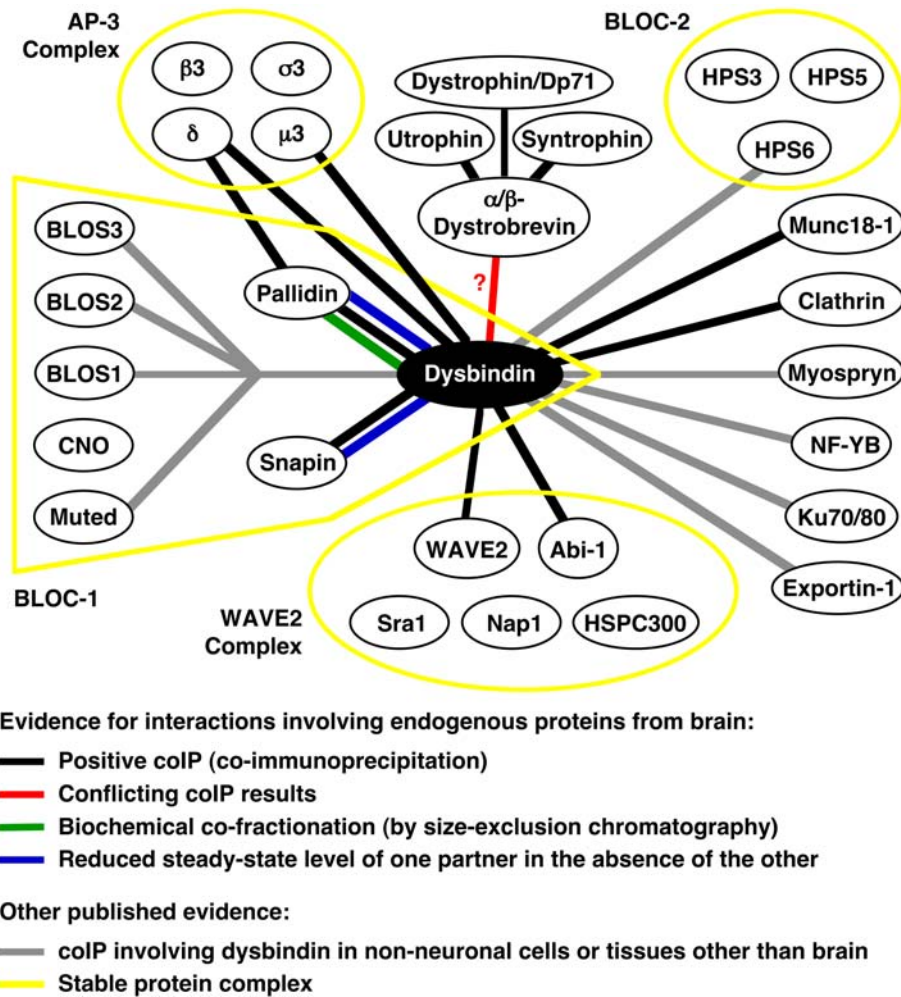 AP-3
Complex
BLOC-2
β3
σ3
δ
μ3
Dystrophin/Dp71
Utrophin
Syntrophin
α/β-
Dystrobrevin
HPS3
HPS5
HPS6
BLOS3
BLOS2
BLOS1
CNO
Muted
Pallidin
?
Dysbindin
Snapin
Munc18-1
Clathrin
Myospryn
NF-YB
Ku70/80
Exportin-1
BLOC-1
WAVE2
Complex
WAVE2
Abi-1
Sra1
Nap1
HSPC300
Evidence for interactions involving endogenous proteins from brain:
Positive coIP (co-immunoprecipitation)
Conflicting coIP results
Biochemical co-fractionation (by size-exclusion chromatography)
Reduced steady-state level of one partner in the absence of the other
Other published evidence:
coIP involving dysbindin in non-neuronal cells or tissues other than brain
Stable protein complex